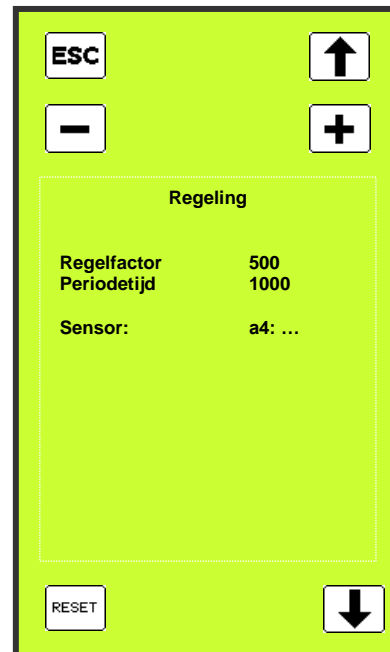 ESC
Regeling
Regelfactor 500
Periodetijd 1000
Sensor: a4: …
RESET